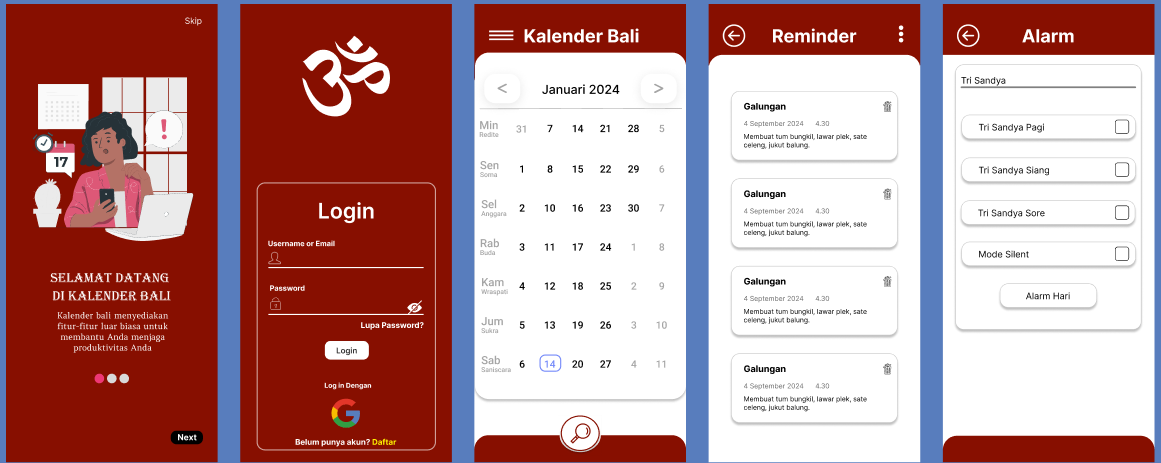 Skip
17
!
SELAMAT DATANG
DI KALENDER BALI
Kalender bali menyediakan
fitur-fitur luar biasa untuk
membantu Anda menjaga
produktivitas Anda
Next
ॐ
Login
Username or Email
Password
Lupa Password?
Login
Log in Dengan
Belum punya akun? Daftar
Kalender Bali
< Januari 2024 >
Min 31 7 14 21 28 5
Redite
Sen 1 8 15 22 29 6
Soma
Sel 2 10 16 23 30 7
Anggara
Rab 3 11 17 24 1 8
Buda
Kam 4 12 18 25 2 9
Wraspati
Jum 5 13 19 26 3 10
Sukra
Sab 6 14 20 27 4 11
Saniscara
Reminder
Galungan
4 September 2024 4.30
Membuat tum bungkil, lawar plek, sate
celeng, jukut balung.
Galungan
4 September 2024 4.30
Membuat tum bungkil, lawar plek, sate
celeng, jukut balung.
Galungan
4 September 2024 4.30
Membuat tum bungkil, lawar plek, sate
celeng, jukut balung.
Galungan
4 September 2024 4.30
Membuat tum bungkil, lawar plek, sate
celeng, jukut balung.
Alarm
Tri Sandya
Tri Sandya Pagi
Tri Sandya Siang
Tri Sandya Sore
Mode Silent
Alarm Hari